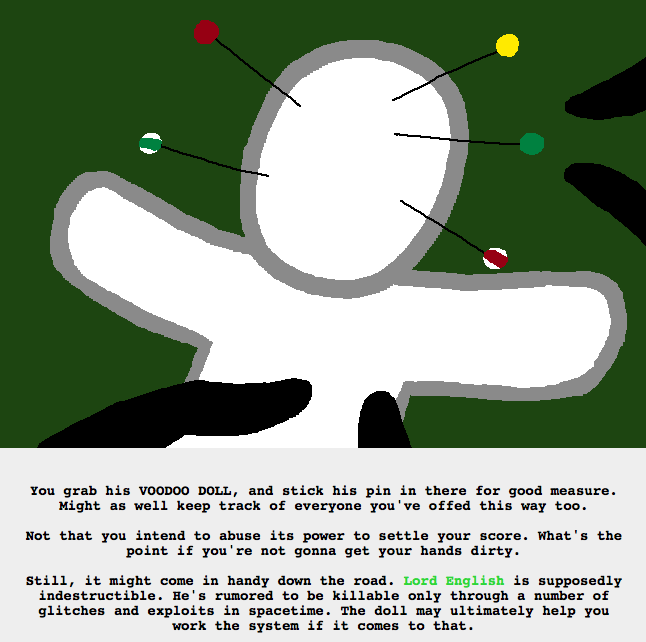 You grab his VOODOO DOLL, and stick his pin in there for good measure.
Might as well keep track of everyone you've offed this way too.
Not that you intend to abuse its power to settle your score. What's the
point if you're not gonna get your hands dirty.
Still, it might come in handy down the road. Lord English is supposedly
indestructible. He's rumored to be killable only through a number of
glitches and exploits in spacetime. The doll may ultimately help you
work the system if it comes to that.